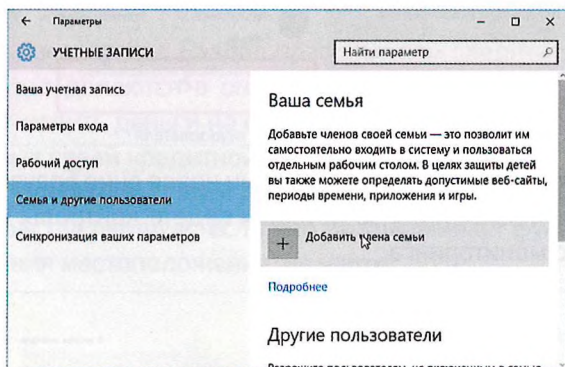 Параметры
УЧЕТНЫЕ ЗАПИСИ
Найти параметр
Ваша учетная запись
Параметры входа
Рабочий доступ
Семья и другие пользователи
Синхронизация ваших параметров
Ваша семья
Добавьте членов своей семьи — это позволит им
самостоятельно входить в систему и пользоваться
отдельным рабочим столом. В целях защиты детей
вы также можете определять допустимые веб-сайты,
периоды времени, приложения и игры.
Добавить члена семьи
Подробнее
Другие пользователи